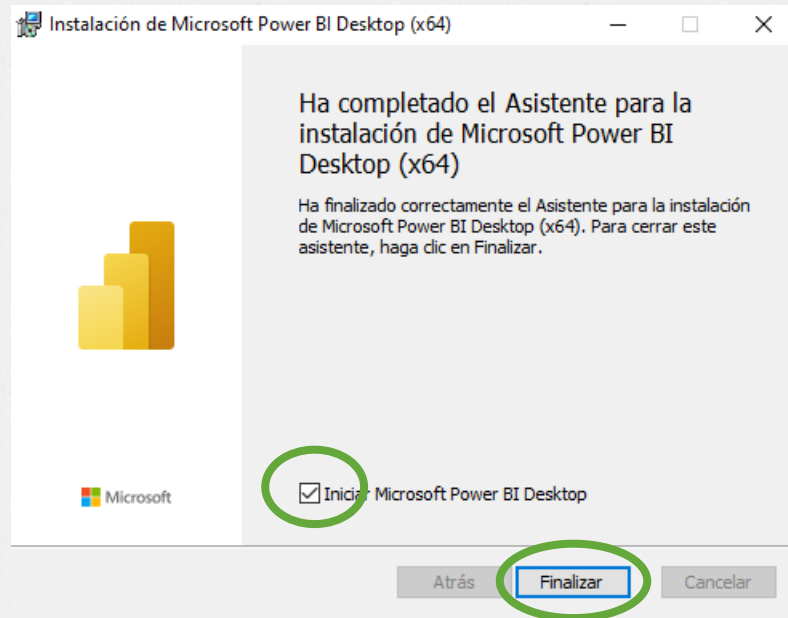 Instalación de Microsoft Power BI Desktop (x64)
Ha completado el Asistente para la
instalación de Microsoft Power BI
Desktop (x64)
Ha finalizado correctamente el Asistente para la instalación
de Microsoft Power BI Desktop (x64). Para cerrar este
asistente, haga clic en Finalizar.
Microsoft
Iniciar Microsoft Power BI Desktop
Atrás
Finalizar
Cancelar